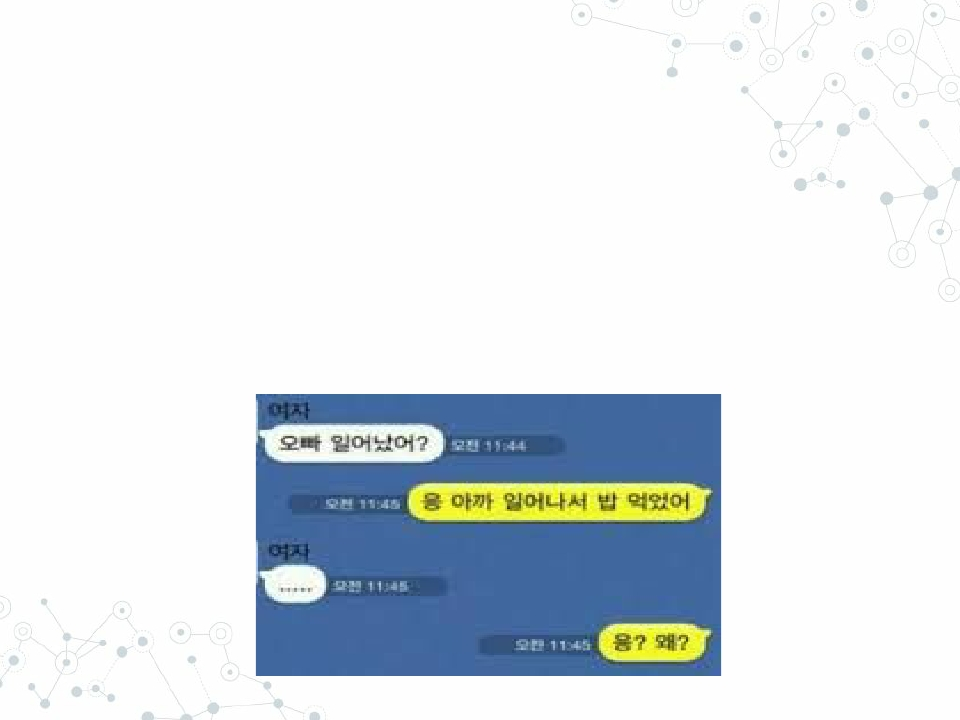 여자
오빠 일어났어? 오전 11:44
오전 11:45 응 아까 일어나서 밥 먹었어
여자
..... 오전 11:45
오전 11:45 응? 왜?